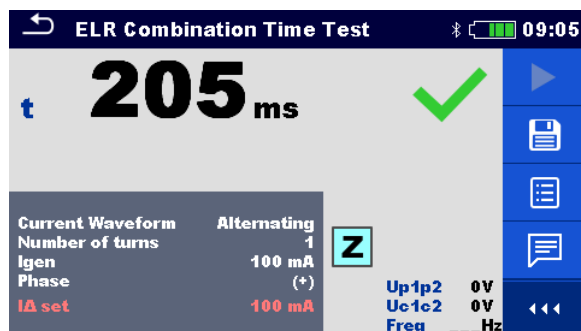 ELR Combination Time Test 09:05
t 205 ms
Current Waveform Alternating
Number of turns 1
Igen 100 mA
Phase (+)
IΔ set 100 mA
Z
Up1p2 0V
Uc1c2 0V
Freq ___Hz